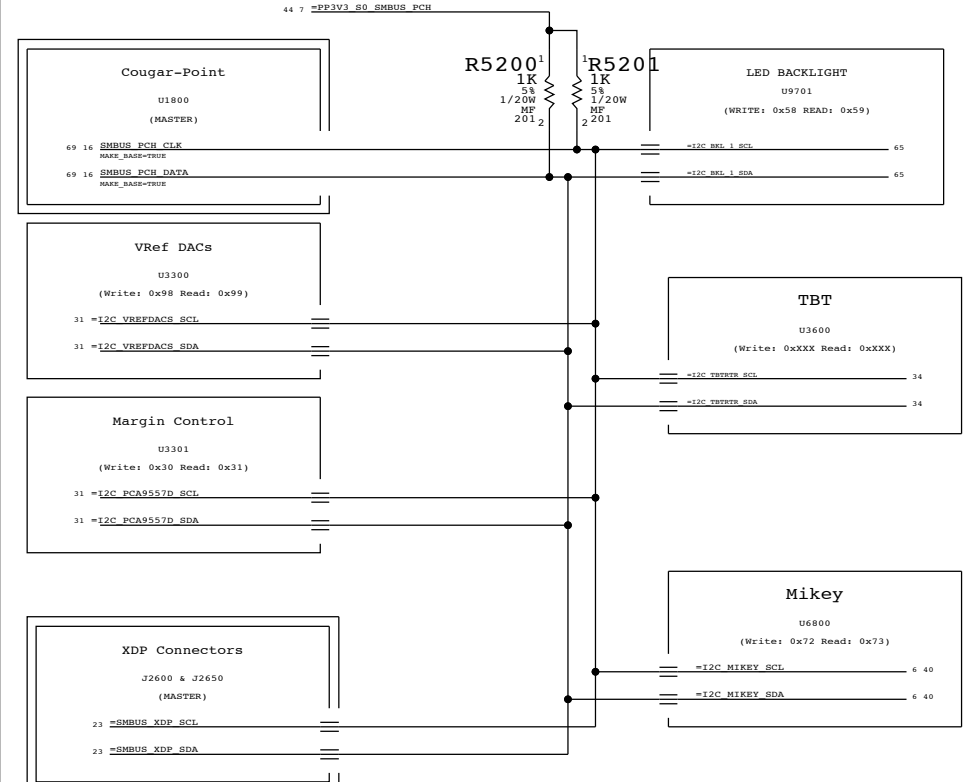 44 7 =PP3V3_S0_SMBUS_PCH
Cougar-Point
U1800
(MASTER)
69 16 SMBUS_PCH_CLK
MAKE_BASE=TRUE
69 16 SMBUS_PCH_DATA
MAKE_BASE=TRUE
R5200 1
1K
5%
1/20W
MF
201 2
1 R5201
1K
5%
1/20W
MF
2 201
LED BACKLIGHT
U9701
(WRITE: 0x58 READ: 0x59)
=I2C_BKL_1_SCL 65
=I2C_BKL_1_SDA 65
VRef DACs
U3300
(Write: 0x98 Read: 0x99)
31 =I2C_VREFDACS_SCL
31 =I2C_VREFDACS_SDA
TBT
U3600
(Write: 0xXXX Read: 0xXXX)
=I2C_TBTRTR_SCL 34
=I2C_TBTRTR_SDA 34
Margin Control
U3301
(Write: 0x30 Read: 0x31)
31 =I2C_PCA9557D_SCL
31 =I2C_PCA9557D_SDA
Mikey
U6800
(Write: 0x72 Read: 0x73)
=I2C_MIKEY_SCL 6 40
=I2C_MIKEY_SDA 6 40
XDP Connectors
J2600 & J2650
(MASTER)
23 =SMBUS_XDP_SCL
23 =SMBUS_XDP_SDA